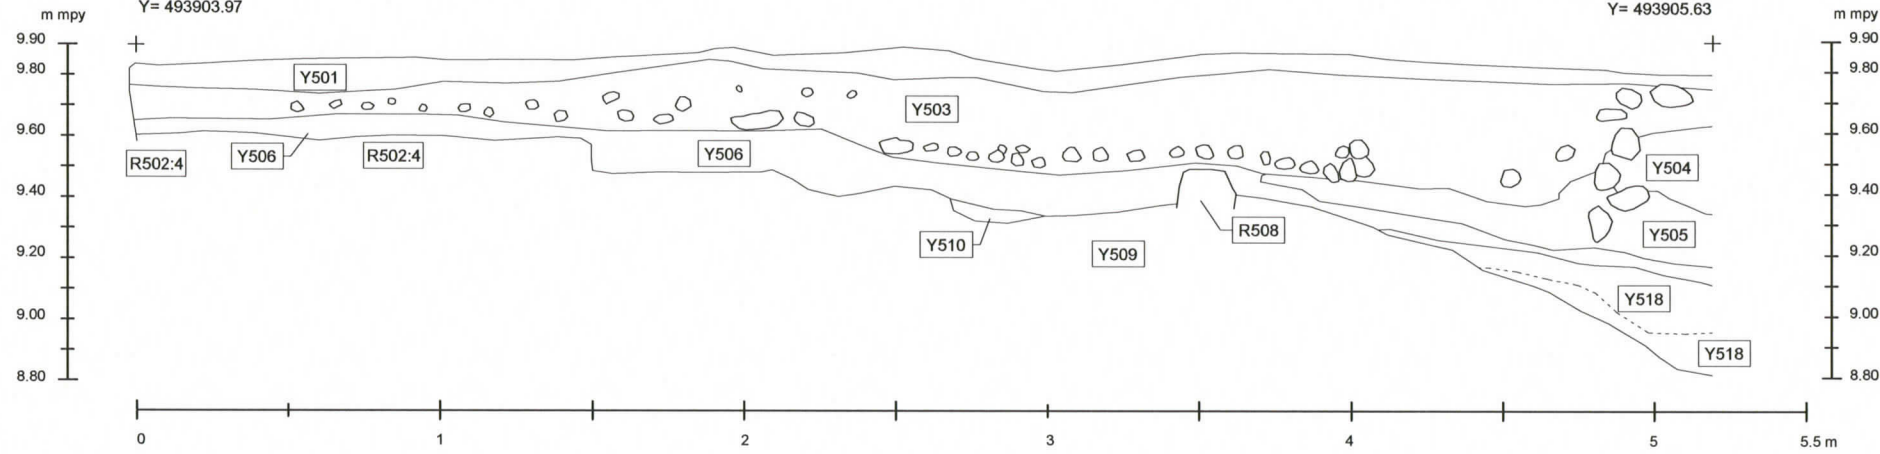 Y= 493903.97 Y= 493905.63
m mpy m mpy
9.90 9.90
9.80 9.80
Y501
Y503
9.60 9.60
R502:4 Y506 R502:4 Y506 Y504
9.40 9.40
Y510 Y509 R508 Y505
9.20 9.20
Y518
9.00 9.00
Y518
8.80 8.80
0 1 2 3 4 5 5.5 m